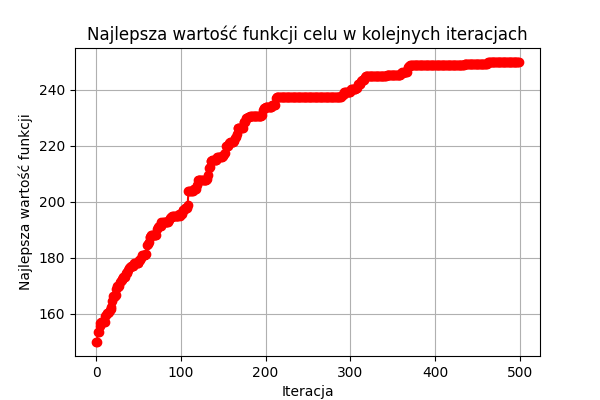 Najlepsza wartość funkcji celu w kolejnych iteracjach
Najlepsza wartość funkcji
240
220
200
180
160
0 100 200 300 400 500
Iteracja